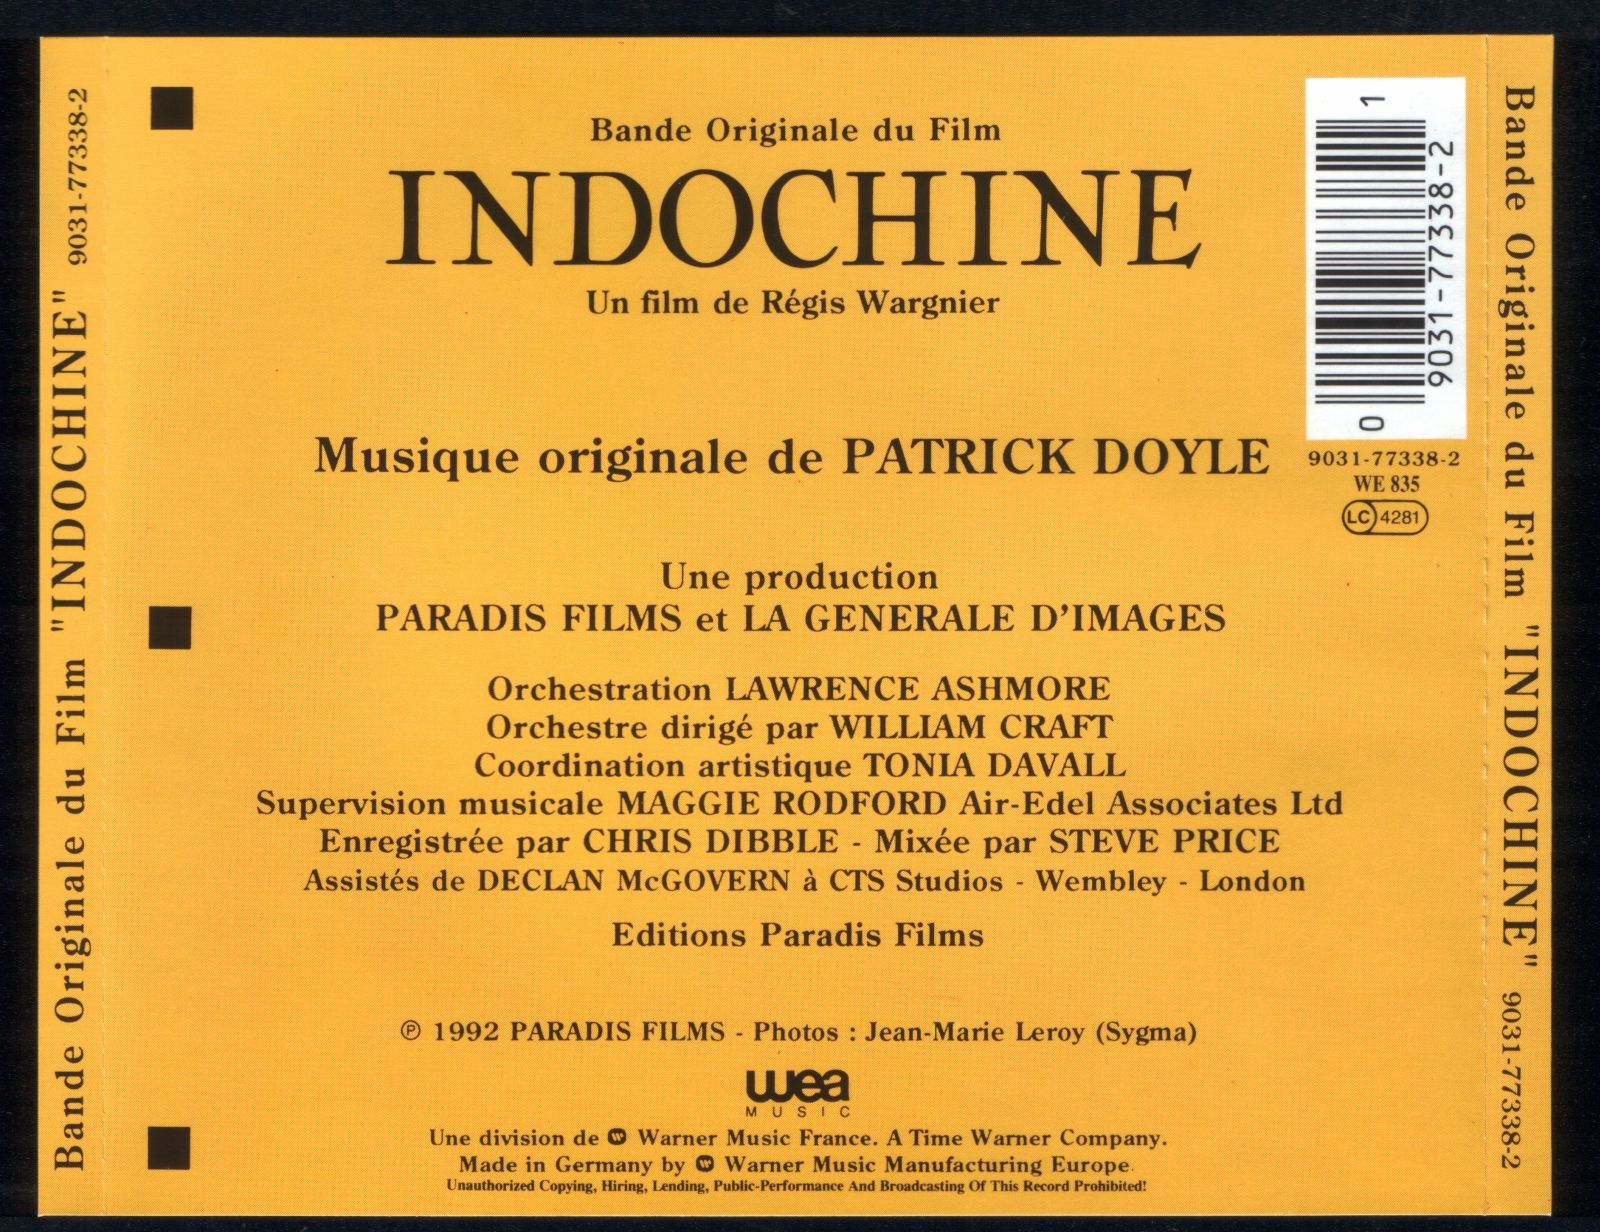 Bande Originale du Film "INDOCHINE" 9031-77338-2
Bande Originale du Film
INDOCHINE
Un film de Régis Wargnier
Musique originale de PATRICK DOYLE
Une production
PARADIS FILMS et LA GENERALE D'IMAGES
Orchestration LAWRENCE ASHMORE
Orchestre dirigé par WILLIAM CRAFT
Coordination artistique TONIA DAVALL
Supervision musicale MAGGIE RODFORD Air-Edel Associates Ltd
Enregistrée par CHRIS DIBBLE - Mixée par STEVE PRICE
Assistés de DECLAN McGOVERN à CTS Studios - Wembley - London
Editions Paradis Films
℗ 1992 PARADIS FILMS - Photos : Jean-Marie Leroy (Sygma)
wea
MUSIC
Une division de W Warner Music France. A Time Warner Company.
Made in Germany by W Warner Music Manufacturing Europe.
Unauthorized Copying, Hiring, Lending, Public-Performance And Broadcasting Of This Record Prohibited!
0 9031-77338-2 1
9031-77338-2
WE 835
LC 4281
Bande Originale du Film "INDOCHINE" 9031-77338-2